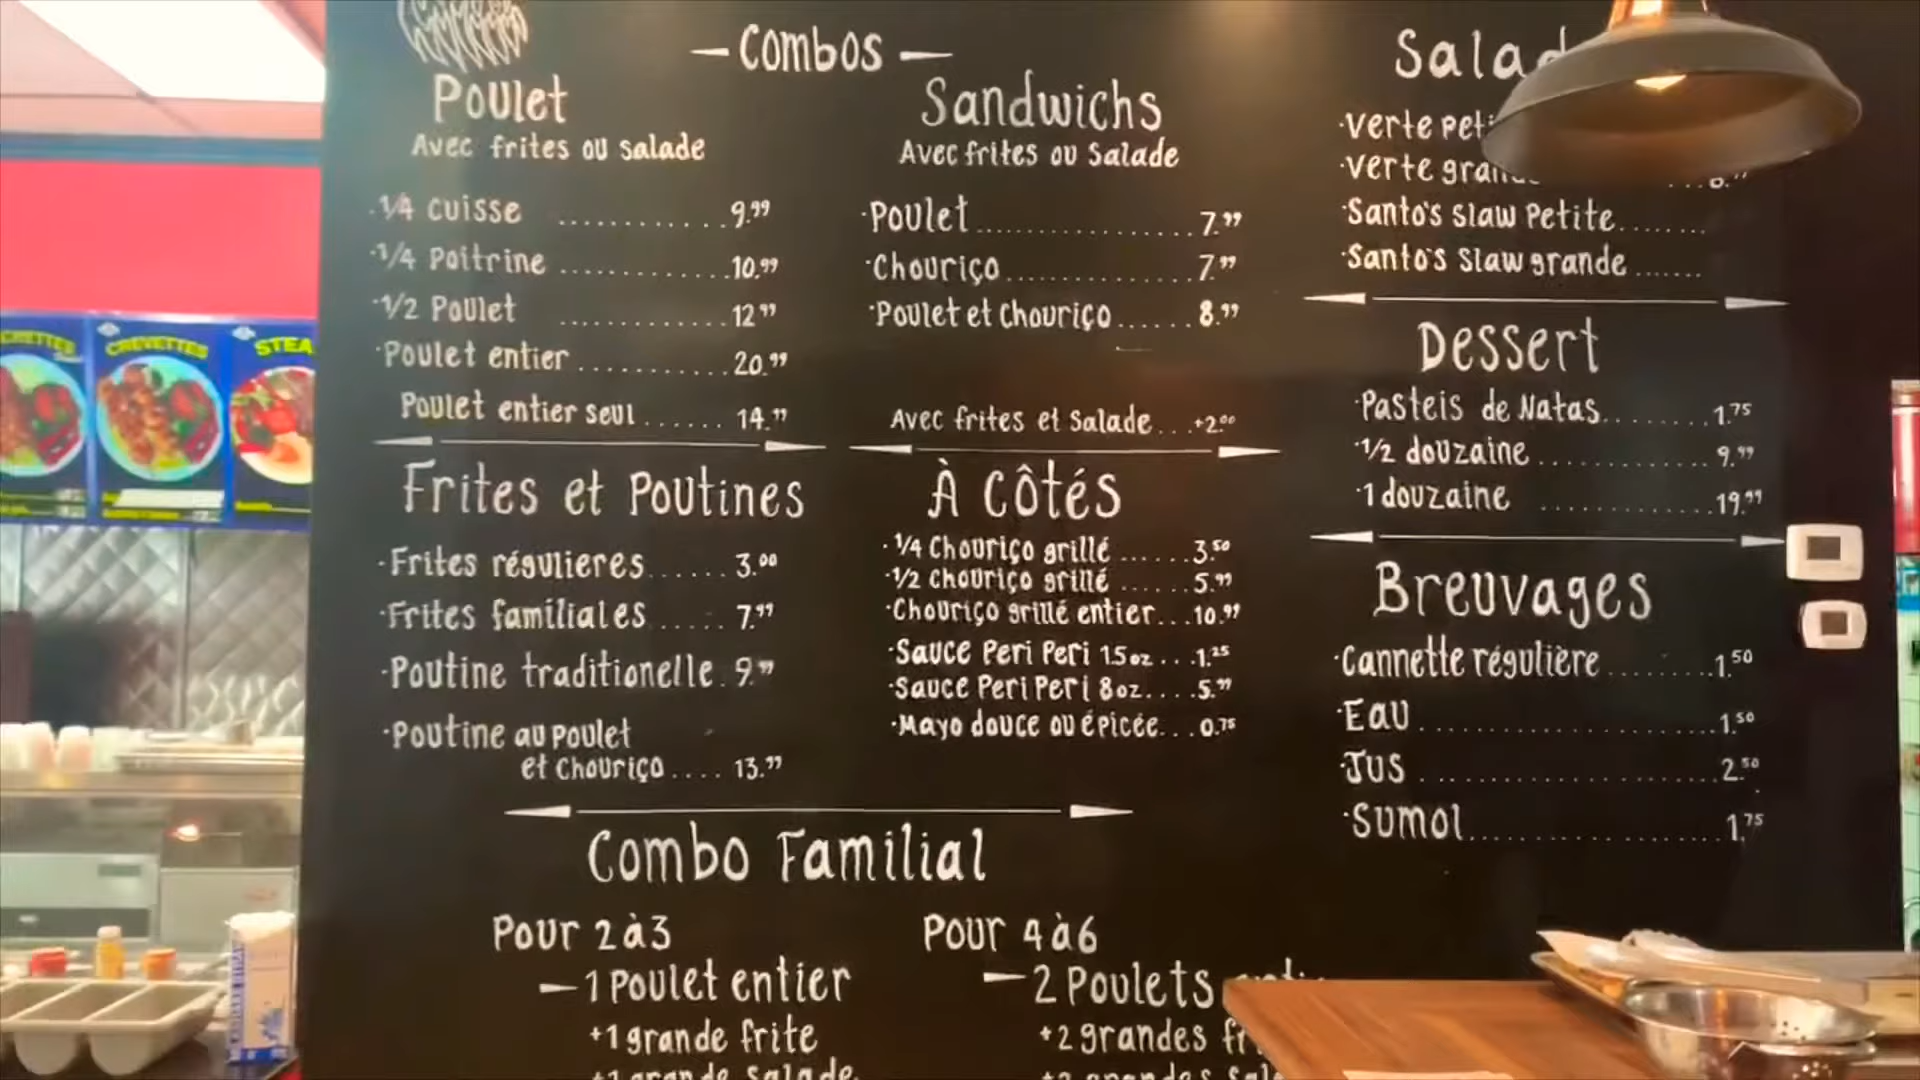 Combos
Poulet
Avec frites ou salade
·1/4 cuisse ............ 9.99
·1/4 Poitrine ............ 10.99
·1/2 Poulet ............ 12.99
·Poulet entier ........... 20.99
Poulet entier seul ...... 14.99
Sandwichs
Avec frites ou Salade
·Poulet ................ 7.99
·Chouriço .............. 7.99
·Poulet et Chouriço ...... 8.99
Avec frites et Salade ... +2.00
Frites et Poutines
·Frites régulieres ...... 3.00
·Frites familiales ..... 7.99
·Poutine traditionelle . 9.99
·Poutine au poulet
et Chouriço .... 13.99
À Côtés
·1/4 Chouriço grillé ...... 3.50
·1/2 Chouriço grillé ...... 5.99
·Chouriço grillé entier ... 10.99
·Sauce Peri Peri 1.5oz ... 1.25
·Sauce Peri Peri 8oz .... 5.99
·Mayo douce ou épicée ... 0.75
Combo Familial
Pour 2 à 3
— 1 Poulet entier
+1 grande frite
+1 grande salade
Pour 4 à 6
— 2 Poulets
+2 grandes
·Verte
·Verte
·Santo's Slaw Petite .......
·Santo's Slaw grande ......
Dessert
·Pasteis de Natas ........ 1.75
·1/2 douzaine ............ 9.99
·1 douzaine ............ 19.99
Breuvages
·Cannette régulière ........ 1.50
·Eau .................... 1.50
·Jus .................... 2.50
·Sumol ................. 1.75
CREVETTES